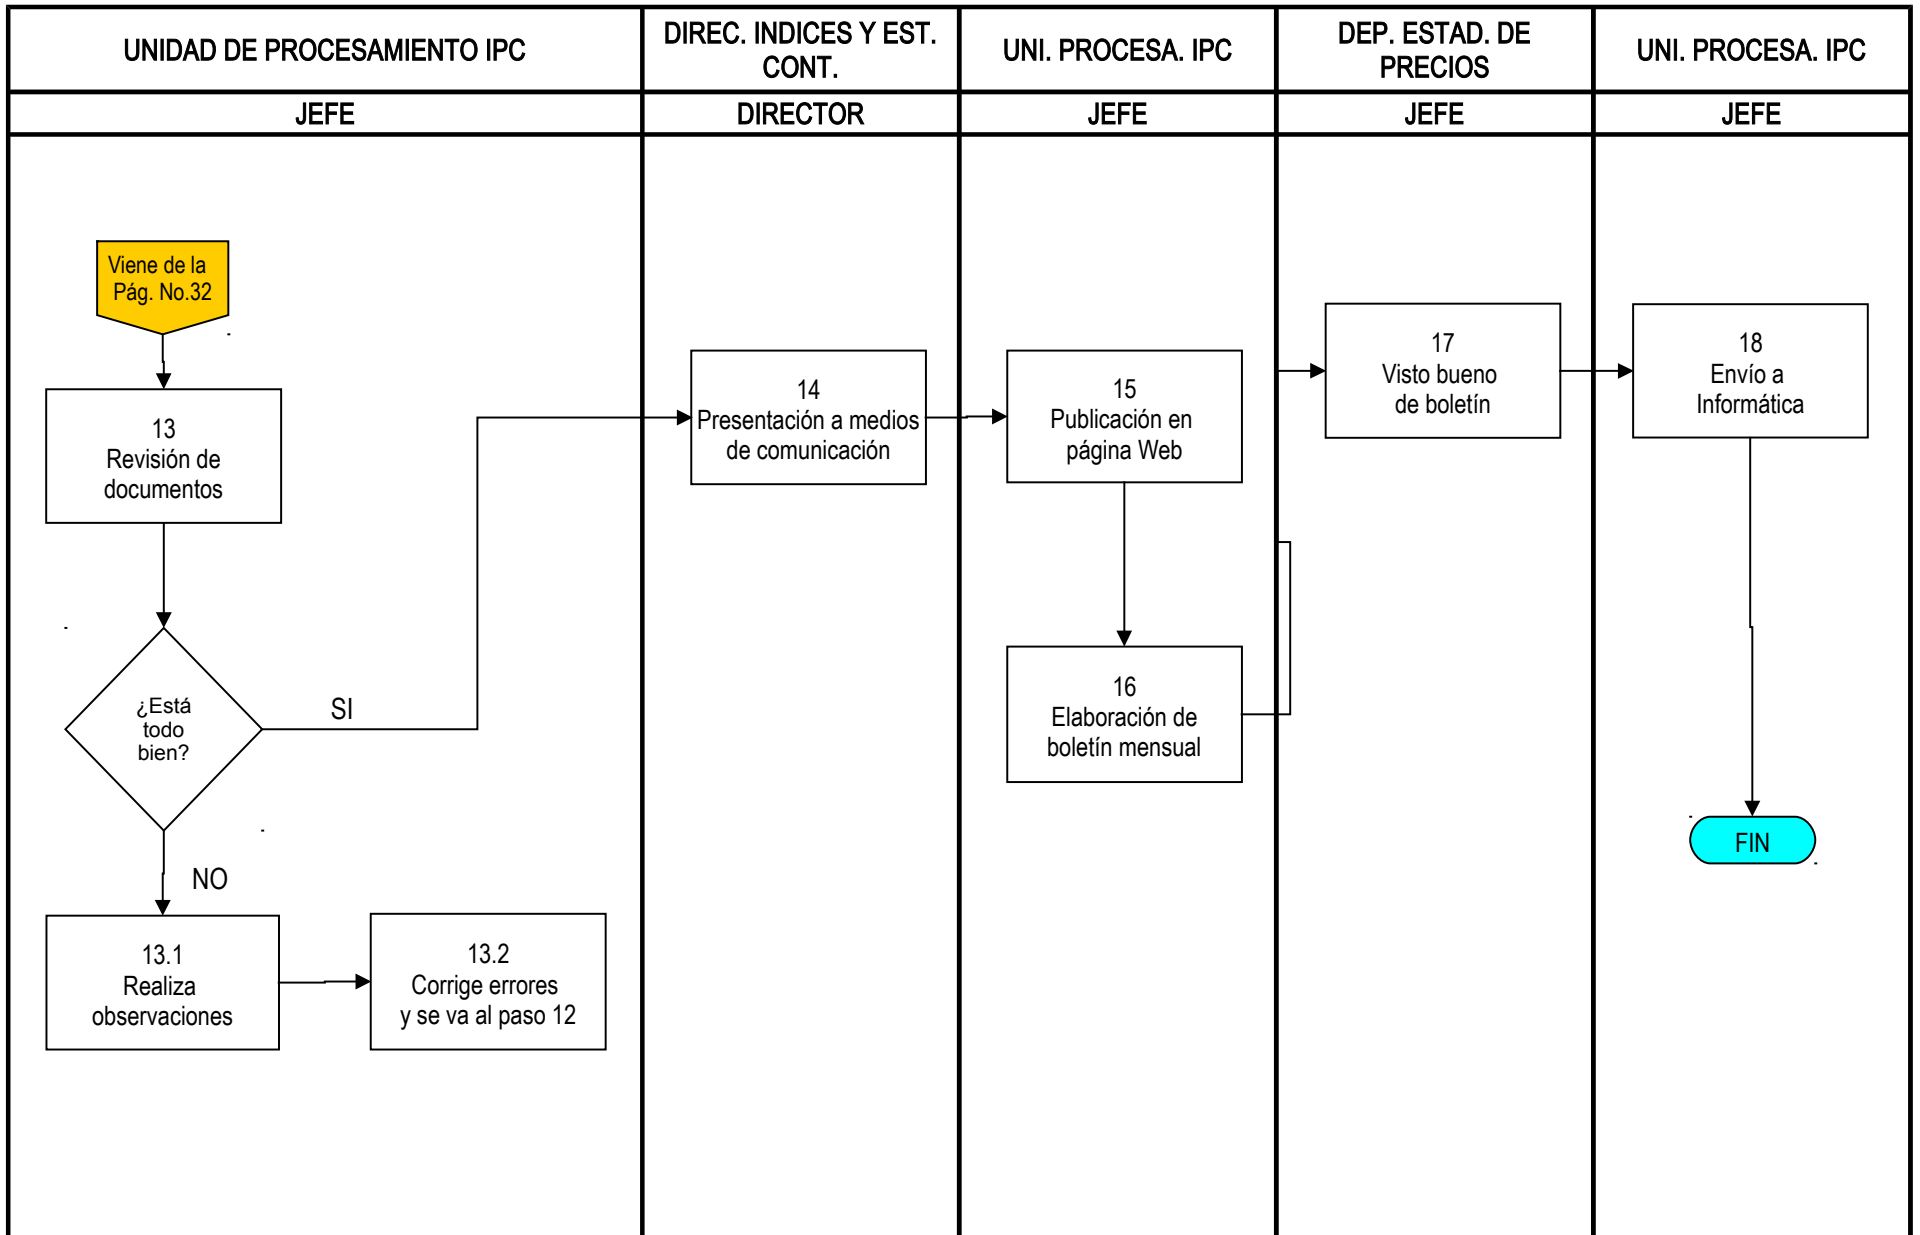 UNIDAD DE PROCESAMIENTO IPC
DIREC. INDICES Y EST.
CONT.
UNI. PROCESA. IPC
DEP. ESTAD. DE
PRECIOS
UNI. PROCESA. IPC
JEFE
DIRECTOR
JEFE
JEFE
JEFE
Viene de la
Pág. No.32
13
Revisión de
documentos
¿Está
todo
bien?
SI
NO
13.1
Realiza
observaciones
13.2
Corrige errores
y se va al paso 12
14
Presentación a medios
de comunicación
15
Publicación en
página Web
16
Elaboración de
boletín mensual
17
Visto bueno
de boletín
18
Envío a
Informática
FIN